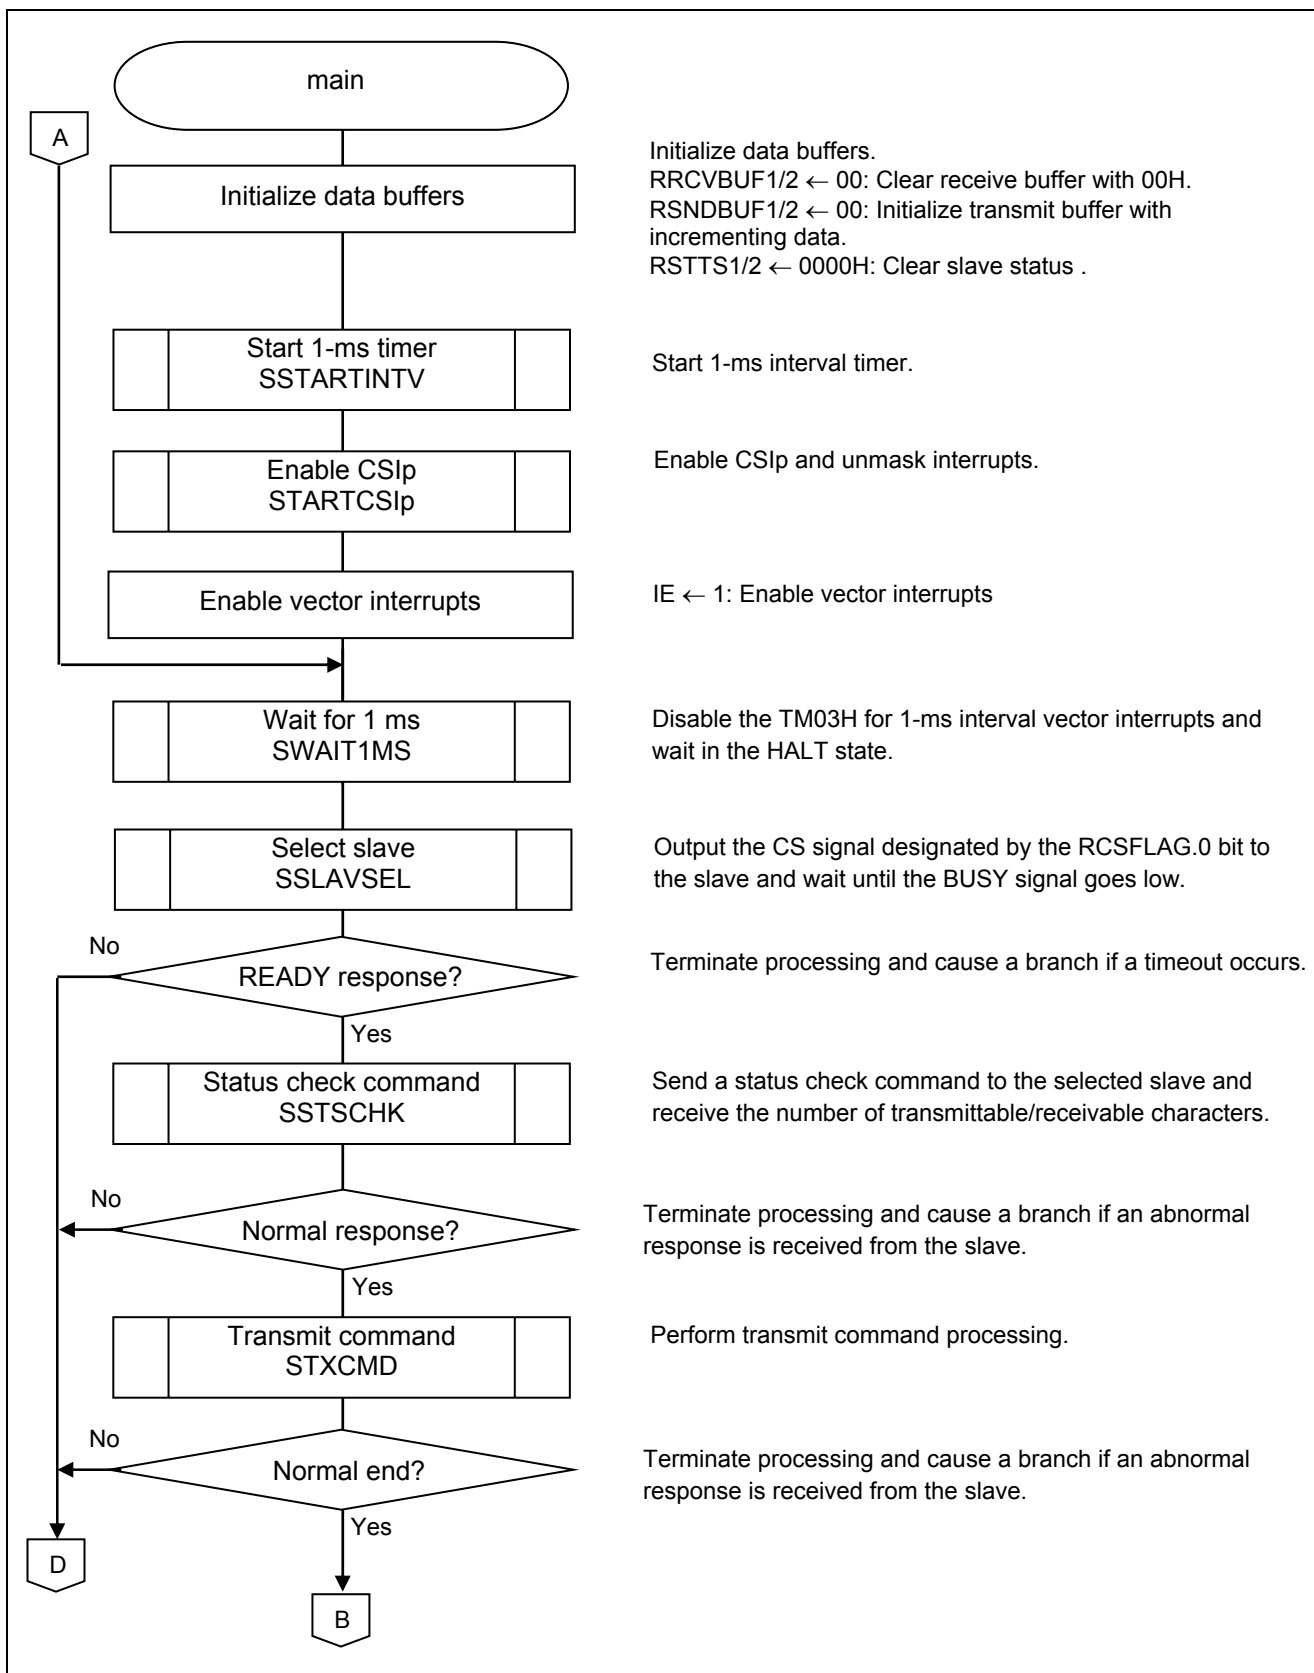 main
A
Initialize data buffers
Initialize data buffers.
RRCVBUF1/2 ← 00: Clear receive buffer with 00H.
RSNDBUF1/2 ← 00: Initialize transmit buffer with
incrementing data.
RSTTS1/2 ← 0000H: Clear slave status .
Start 1-ms timer
SSTARTINTV
Start 1-ms interval timer.
Enable CSIp
STARTCSIp
Enable CSIp and unmask interrupts.
Enable vector interrupts
IE ← 1: Enable vector interrupts
Wait for 1 ms
SWAIT1MS
Disable the TM03H for 1-ms interval vector interrupts and
wait in the HALT state.
Select slave
SSLAVSEL
Output the CS signal designated by the RCSFLAG.0 bit to
the slave and wait until the BUSY signal goes low.
No
READY response?
Terminate processing and cause a branch if a timeout occurs.
Yes
Status check command
SSTSCHK
Send a status check command to the selected slave and
receive the number of transmittable/receivable characters.
No
Normal response?
Terminate processing and cause a branch if an abnormal
response is received from the slave.
Yes
Transmit command
STXCMD
Perform transmit command processing.
No
Normal end?
Terminate processing and cause a branch if an abnormal
response is received from the slave.
Yes
D
B